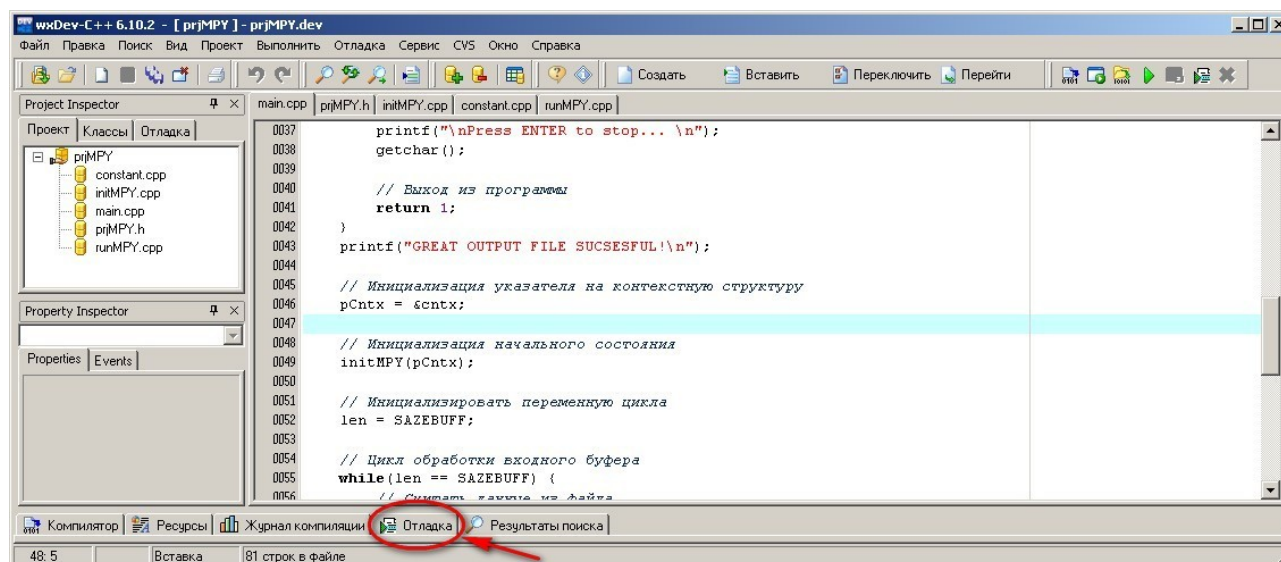 wxDev-C++ 6.10.2 - [ prjMPY ] - prjMPY.dev
Файл Правка Поиск Вид Проект Выполнить Отладка Сервис CVS Окно Справка
Создать Вставить Переключить Перейти
Project Inspector
main.cpp prjMPY.h initMPY.cpp constant.cpp runMPY.cpp
Проект Классы Отладка
prjMPY
constant.cpp
initMPY.cpp
main.cpp
prjMPY.h
runMPY.cpp
Property Inspector
Properties Events
0037 printf("\nPress ENTER to stop... \n");
0038 getchar();
0039
0040 // Выход из программы
0041 return 1;
0042 }
0043 printf("GREAT OUTPUT FILE SUCSESFUL!\n");
0044
0045 // Инициализация указателя на контекстную структуру
0046 pCntx = &cntx;
0047
0048 // Инициализация начального состояния
0049 initMPY(pCntx);
0050
0051 // Инициализировать переменную цикла
0052 len = SAZEBUFF;
0053
0054 // Цикл обработки входного буфера
0055 while(len == SAZEBUFF) {
0056 // Считать данные из файла
Компилятор Ресурсы Журнал компиляции Отладка Результаты поиска
48: 5 Вставка 81 строк в файле